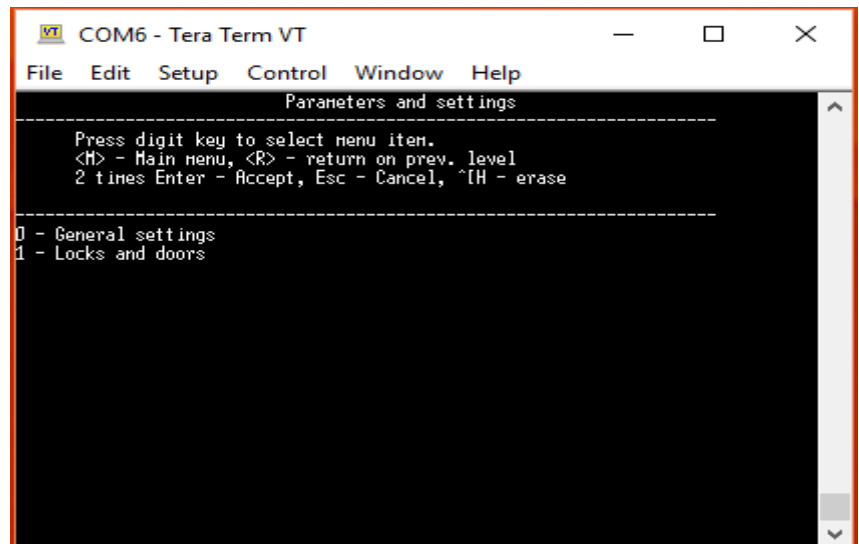 COM6 - Tera Term VT
File Edit Setup Control Window Help
Parameters and settings
--------------------------------------------------------------------
Press digit key to select menu item.
<M> - Main menu, <R> - return on prev. level
2 times Enter - Accept, Esc - Cancel, ^[H - erase
--------------------------------------------------------------------
0 - General settings
1 - Locks and doors